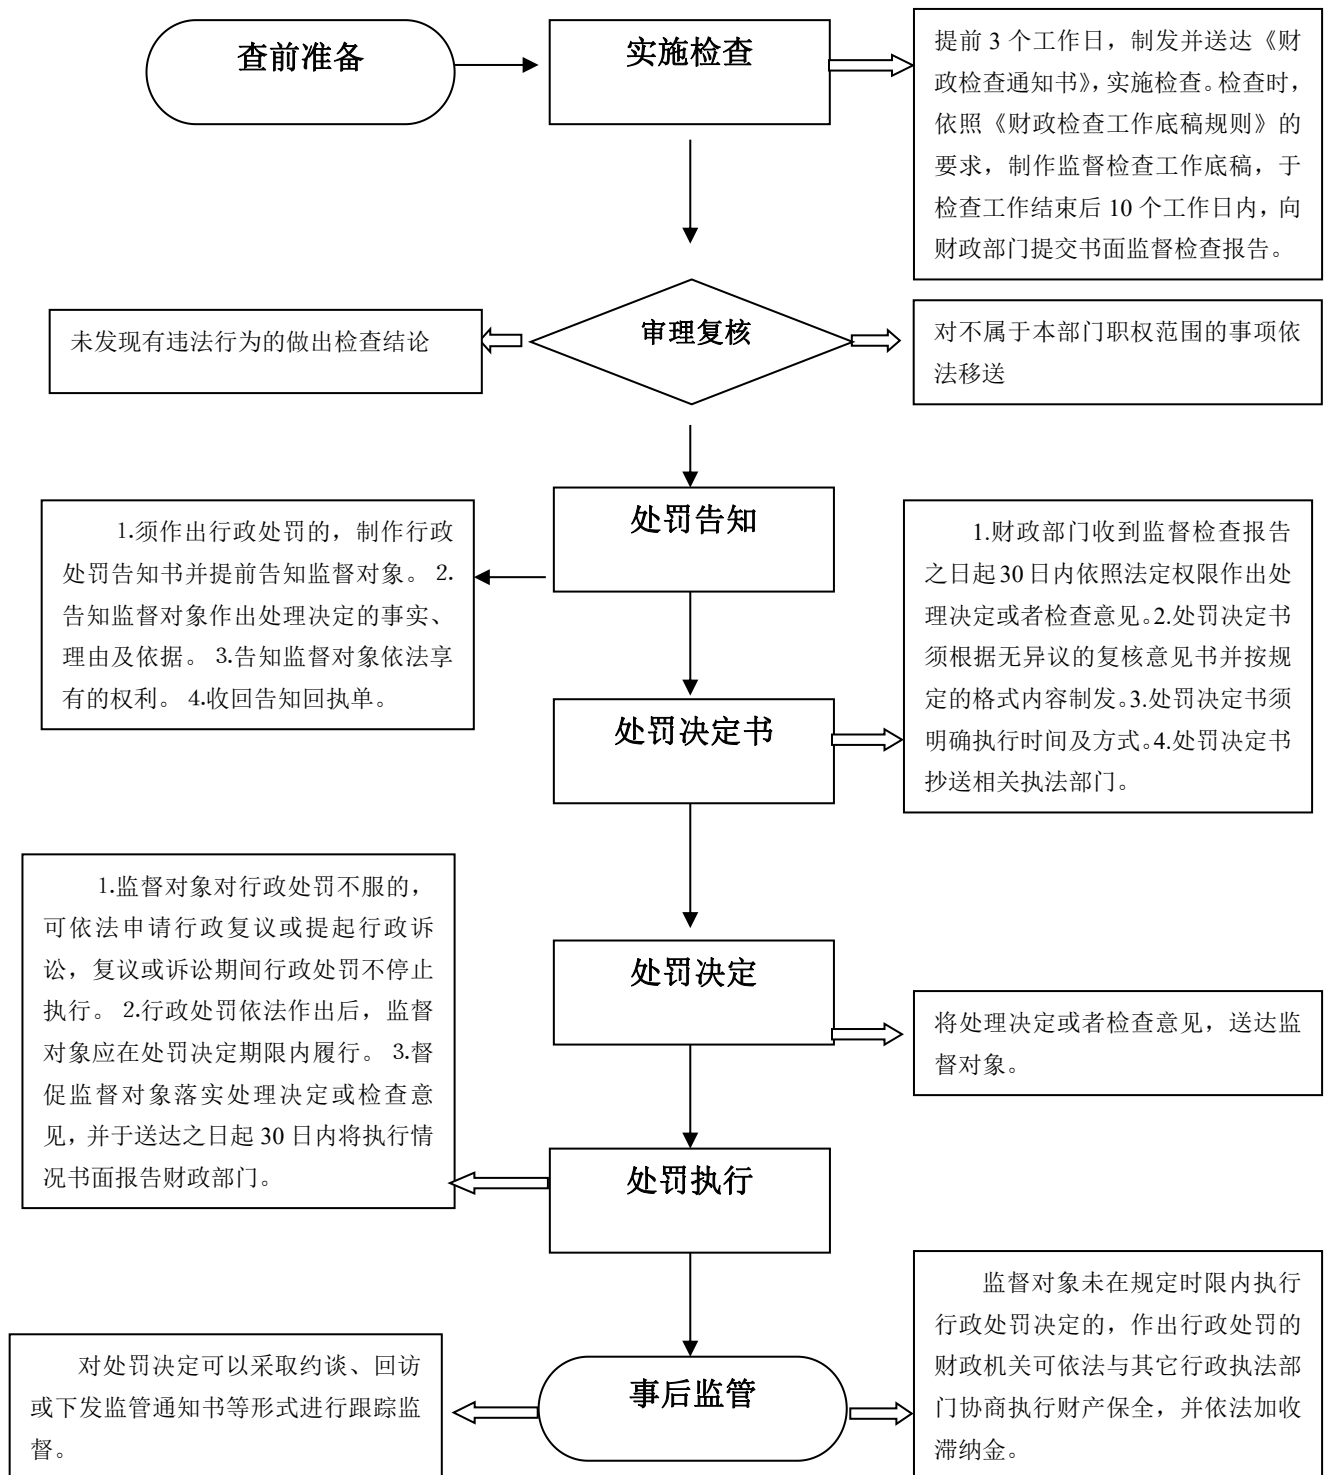 查前准备
实施检查
提前 3 个工作日，制发并送达《财
政检查通知书》，实施检查。检查时，
依照《财政检查工作底稿规则》的
要求，制作监督检查工作底稿，于
检查工作结束后 10 个工作日内，向
财政部门提交书面监督检查报告。
未发现有违法行为的做出检查结论
审理复核
对不属于本部门职权范围的事项依
法移送
处罚告知
1.须作出行政处罚的，制作行政
处罚告知书并提前告知监督对象。 2.
告知监督对象作出处理决定的事实、
理由及依据。 3.告知监督对象依法享
有的权利。 4.收回告知回执单。
1.财政部门收到监督检查报告
之日起 30 日内依照法定权限作出处
理决定或者检查意见。2.处罚决定书
须根据无异议的复核意见书并按规
定的格式内容制发。3.处罚决定书须
明确执行时间及方式。4.处罚决定书
抄送相关执法部门。
处罚决定书
1.监督对象对行政处罚不服的，
可依法申请行政复议或提起行政诉
讼，复议或诉讼期间行政处罚不停止
执行。 2.行政处罚依法作出后，监督
对象应在处罚决定期限内履行。 3.督
促监督对象落实处理决定或检查意
见，并于送达之日起 30 日内将执行情
况书面报告财政部门。
处罚决定
将处理决定或者检查意见，送达监
督对象。
处罚执行
对处罚决定可以采取约谈、回访
或下发监管通知书等形式进行跟踪监
督。
事后监管
监督对象未在规定时限内执行
行政处罚决定的，作出行政处罚的
财政机关可依法与其它行政执法部
门协商执行财产保全，并依法加收
滞纳金。